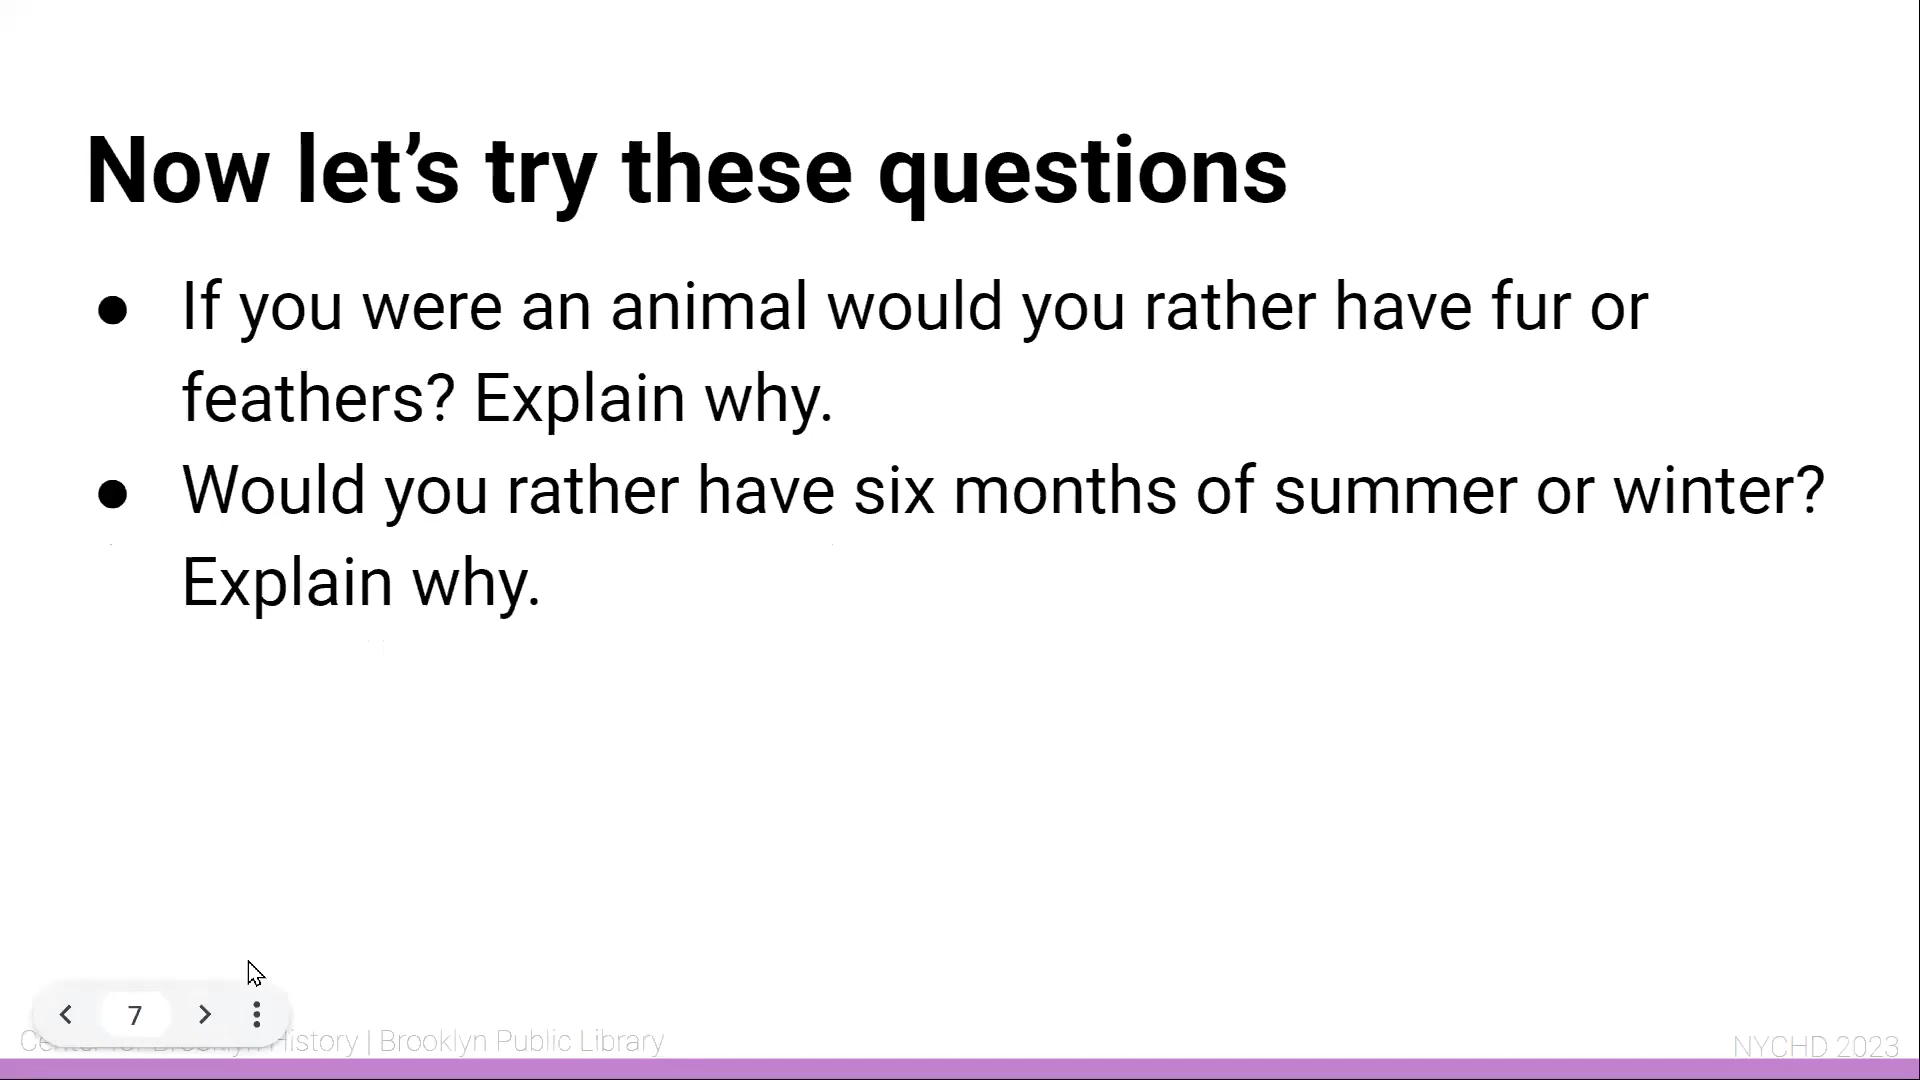 Now let’s try these questions
● If you were an animal would you rather have fur or
feathers? Explain why.
● Would you rather have six months of summer or winter?
Explain why.
7
History | Brooklyn Public Library
NYCHD 2023